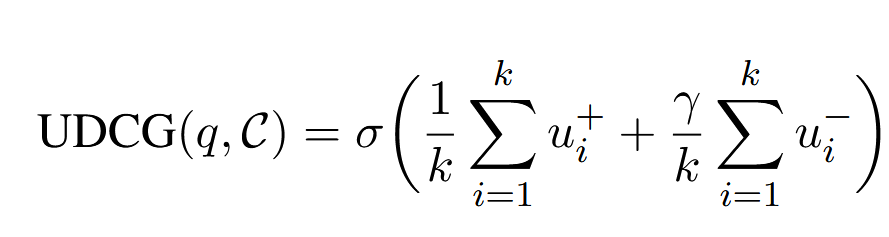 UDCG(q, 𝒞) = σ( 1/k ∑_{i=1}^{k} u_i^+ + γ/k ∑_{i=1}^{k} u_i^- )